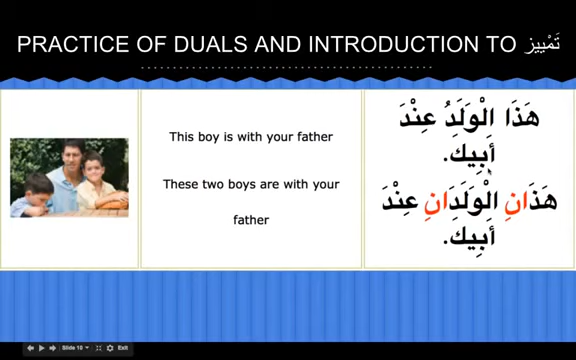 PRACTICE OF DUALS AND INTRODUCTION TO تَمْيِيز
This boy is with your father
These two boys are with your
father
هَذَا الْوَلَدُ عِنْدَ
أَبِيك.
هَذَانِ الْوَلَدَانِ عِنْدَ
أَبِيك.
Slide 10
Exit